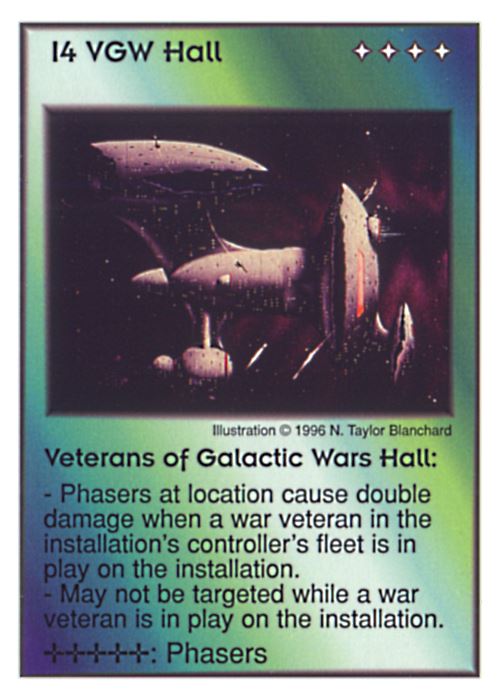 I4 VGW Hall
Illustration © 1996 N. Taylor Blanchard
Veterans of Galactic Wars Hall:
- Phasers at location cause double
damage when a war veteran in the
installation's controller's fleet is in
play on the installation.
- May not be targeted while a war
veteran is in play on the installation.
: Phasers